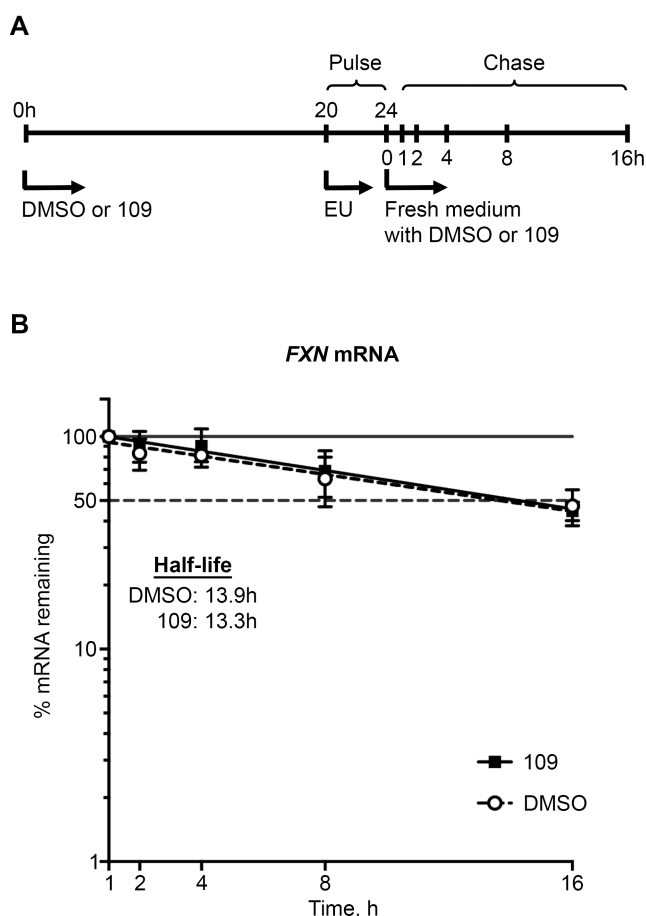 A
Pulse Chase
0h 20 24
0 1 2 4 8 16h
DMSO or 109 EU Fresh medium
with DMSO or 109
B
FXN mRNA
100
50
Half-life
DMSO: 13.9h
109: 13.3h
10
% mRNA remaining
109
DMSO
1
1 2 4 8 16
Time, h